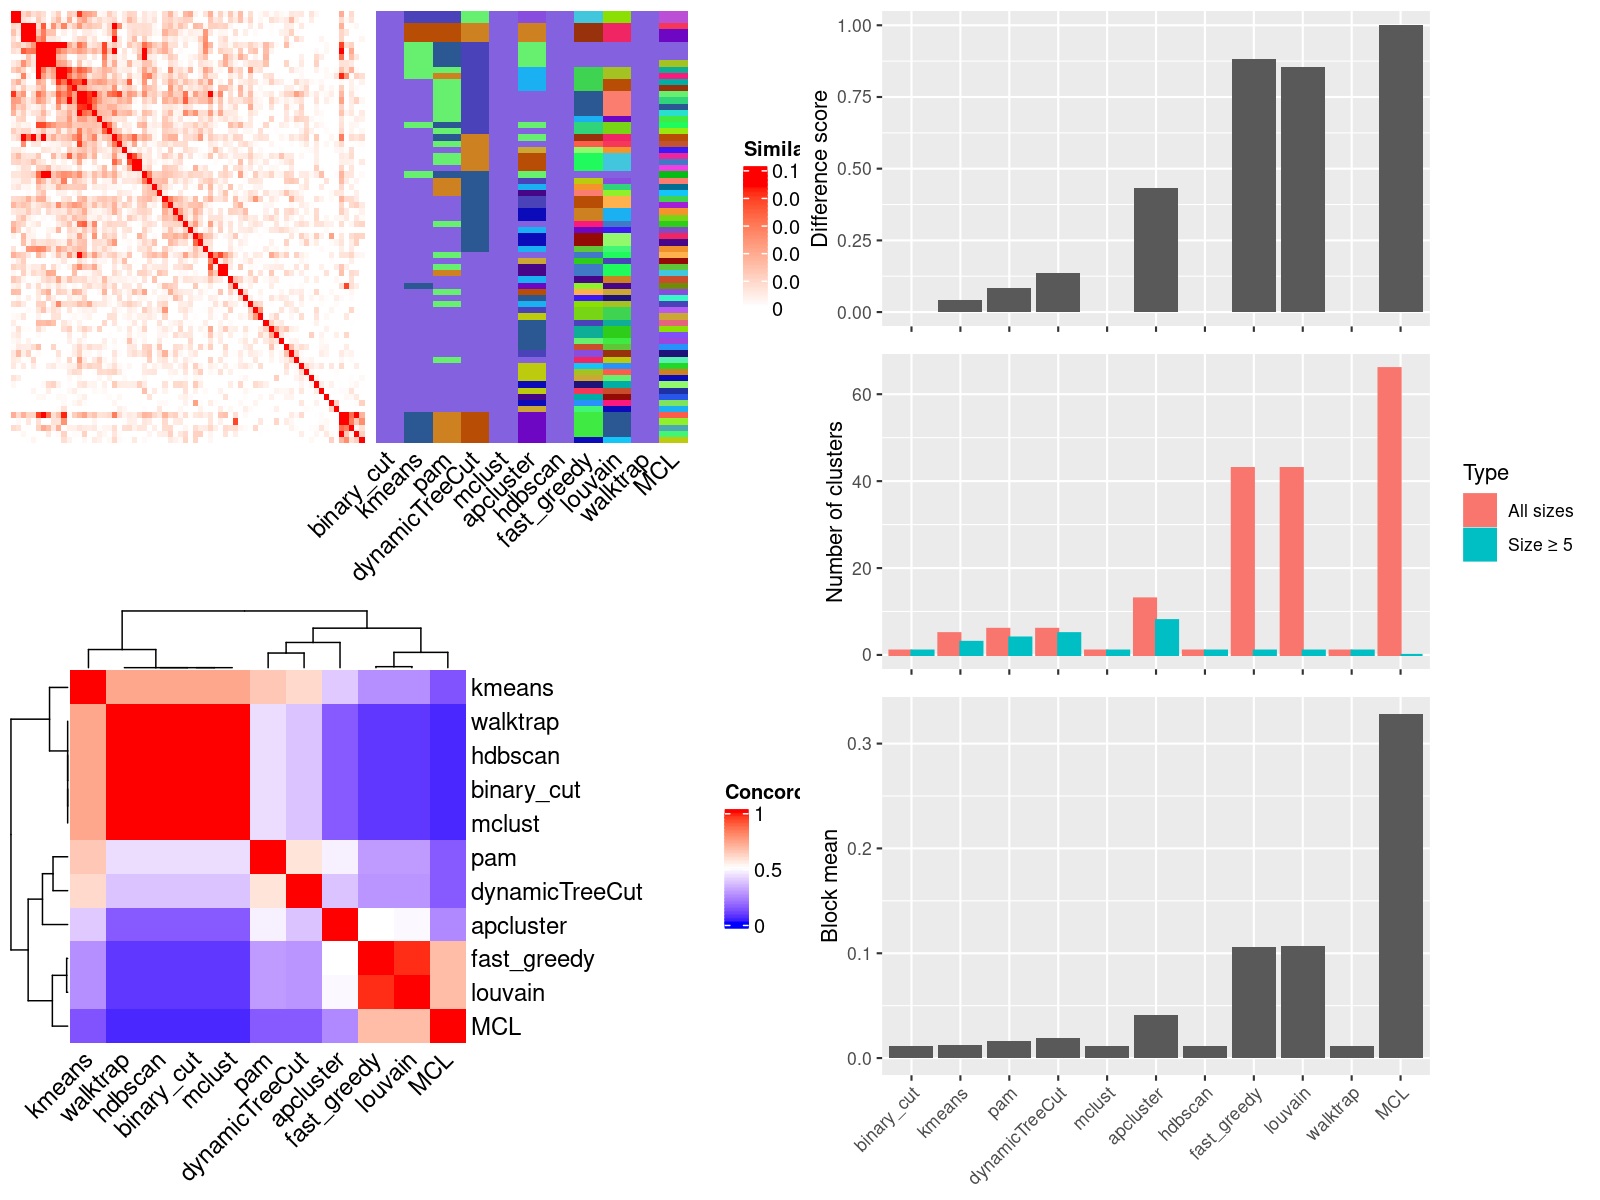 Simila
0.1
0.0
0.0
0.0
0.0
0
binary_cut
kmeans
pam
dynamicTreeCut
mclust
apcluster
hdbscan
fast_greedy
louvain
walktrap
MCL
kmeans
walktrap
hdbscan
binary_cut
mclust
pam
dynamicTreeCut
apcluster
fast_greedy
louvain
MCL
kmeans
walktrap
hdbscan
binary_cut
mclust
pam
dynamicTreeCut
apcluster
fast_greedy
louvain
MCL
Concor
1
0.5
0
Difference score
1.00
0.75
0.50
0.25
0.00
Number of clusters
60
40
20
0
Type
All sizes
Size ≥ 5
Block mean
0.3
0.2
0.1
0.0
binary_cut
kmeans
pam
dynamicTreeCut
mclust
apcluster
hdbscan
fast_greedy
louvain
walktrap
MCL